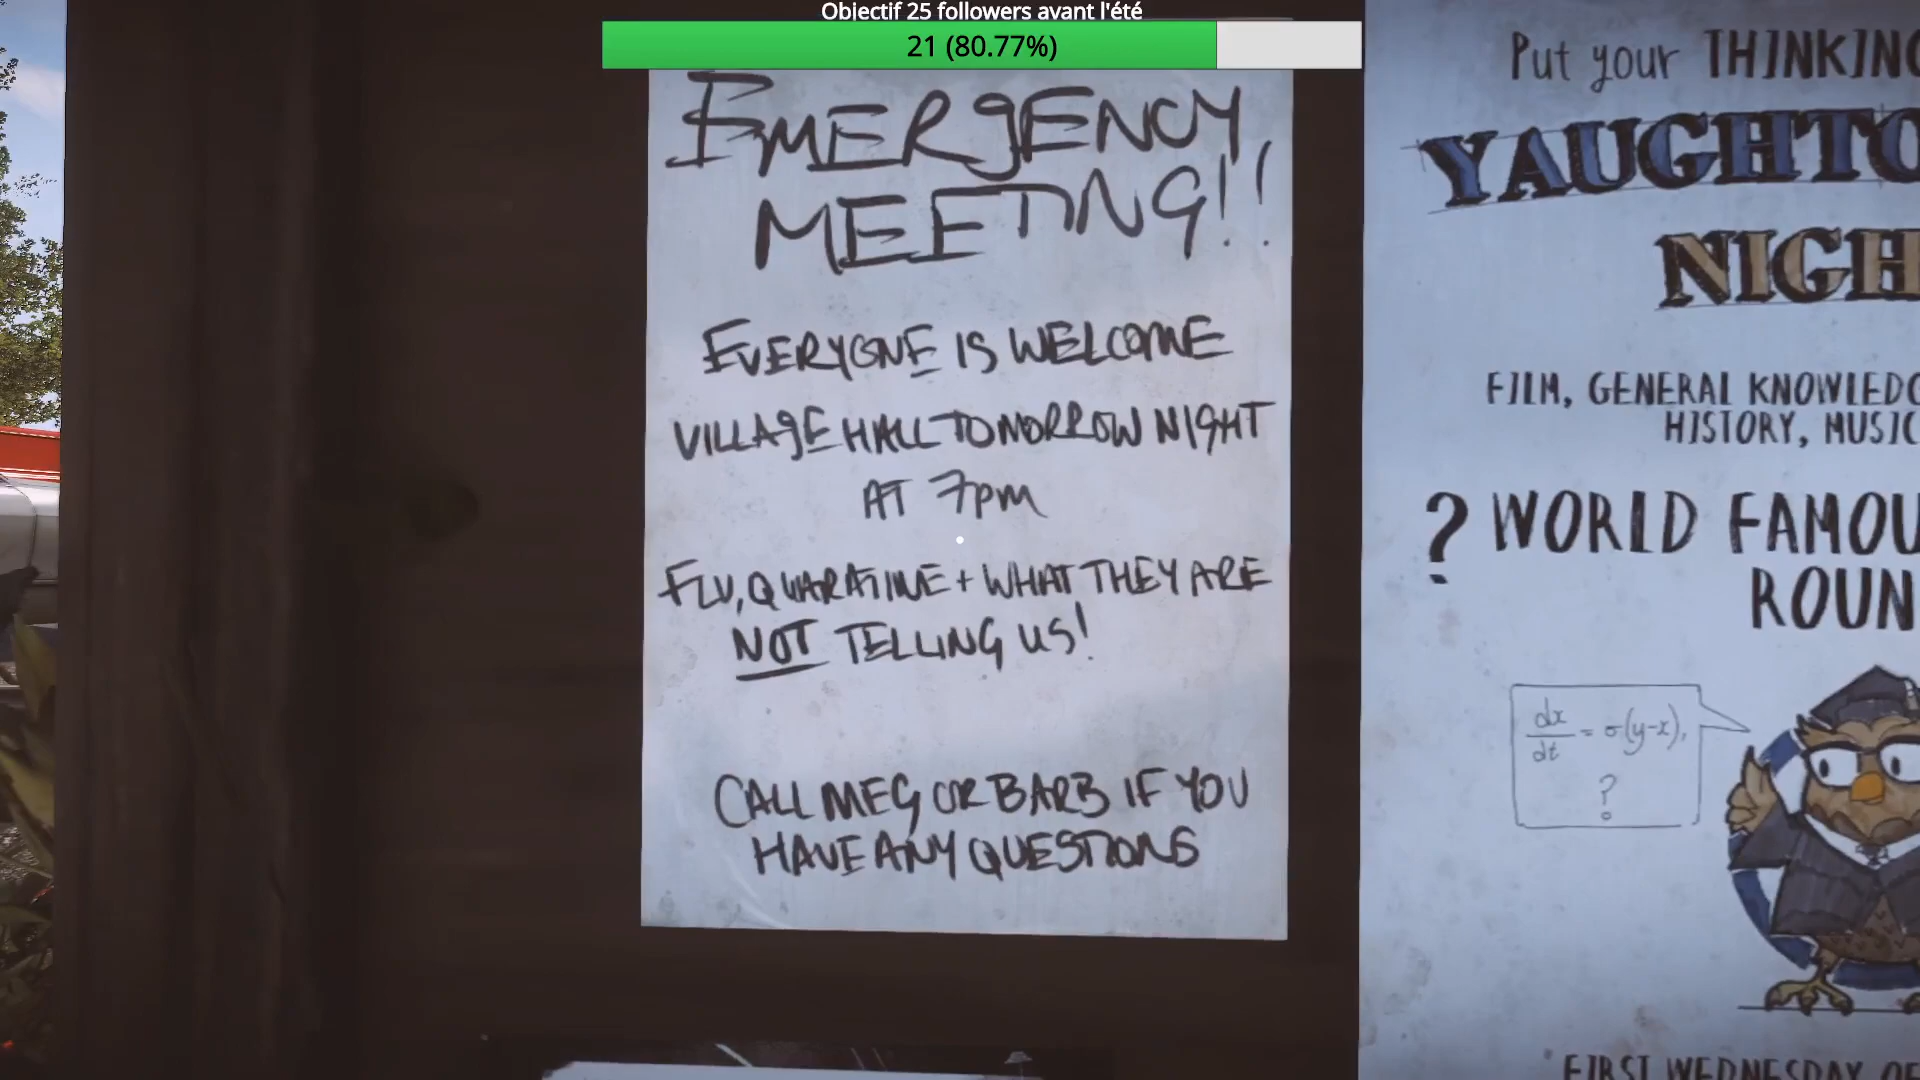 Objectif 25 followers avant l'été
21 (80.77%)
EMERGENCY
MEETING!!
EVERYONE IS WELCOME
VILLAGE HALL TOMORROW NIGHT
AT 7pm
FLU, QUARATINE + WHAT THEY ARE
NOT TELLING US!
CALL MEG OR BARB IF YOU
HAVE ANY QUESTIONS
Put your THINKING
YAUGHTO
NIGH
FILM, GENERAL KNOWLEDG
HISTORY, MUSIC
? WORLD FAMOU
ROUN
dx/dt = σ(y-x),
?
FIRST WEDNESDAY OF